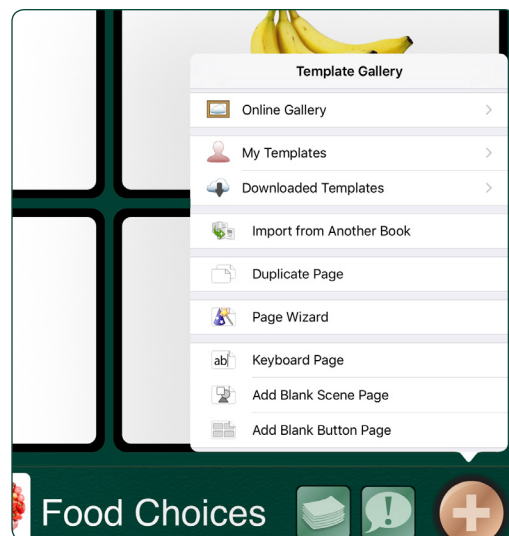 Template Gallery
Online Gallery
My Templates
Downloaded Templates
Import from Another Book
Duplicate Page
Page Wizard
ab
Keyboard Page
Add Blank Scene Page
Add Blank Button Page
Food Choices